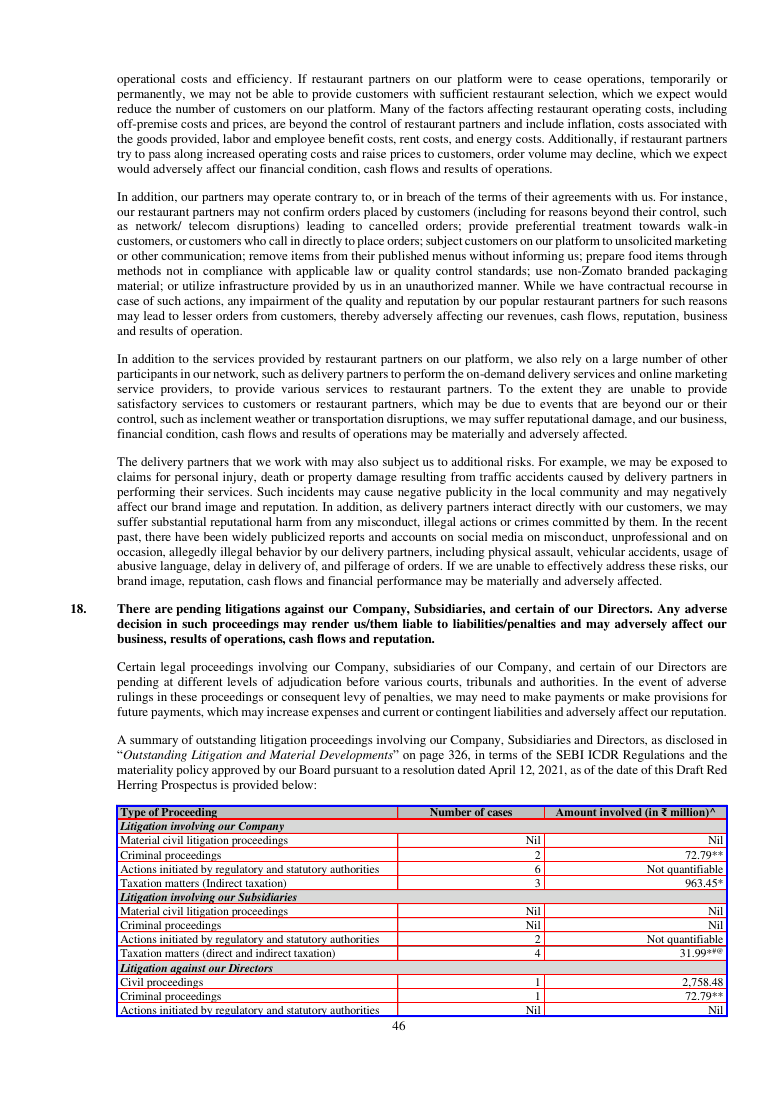 operational costs and efficiency. If restaurant partners on our platform were to cease operations, temporarily or
permanently, we may not be able to provide customers with sufficient restaurant selection, which we expect would
reduce the number of customers on our platform. Many of the factors affecting restaurant operating costs, including
off-premise costs and prices, are beyond the control of restaurant partners and include inflation, costs associated with
the goods provided, labor and employee benefit costs, rent costs, and energy costs. Additionally, if restaurant partners
try to pass along increased operating costs and raise prices to customers, order volume may decline, which we expect
would adversely affect our financial condition, cash flows and results of operations.
In addition, our partners may operate contrary to, or in breach of the terms of their agreements with us. For instance,
our restaurant partners may not confirm orders placed by customers (including for reasons beyond their control, such
as network/ telecom disruptions) leading to cancelled orders; provide preferential treatment towards walk-in
customers, or customers who call in directly to place orders; subject customers on our platform to unsolicited marketing
or other communication; remove items from their published menus without informing us; prepare food items through
methods not in compliance with applicable law or quality control standards; use non-Zomato branded packaging
material; or utilize infrastructure provided by us in an unauthorized manner. While we have contractual recourse in
case of such actions, any impairment of the quality and reputation by our popular restaurant partners for such reasons
may lead to lesser orders from customers, thereby adversely affecting our revenues, cash flows, reputation, business
and results of operation.
In addition to the services provided by restaurant partners on our platform, we also rely on a large number of other
participants in our network, such as delivery partners to perform the on-demand delivery services and online marketing
service providers, to provide various services to restaurant partners. To the extent they are unable to provide
satisfactory services to customers or restaurant partners, which may be due to events that are beyond our or their
control, such as inclement weather or transportation disruptions, we may suffer reputational damage, and our business,
financial condition, cash flows and results of operations may be materially and adversely affected.
The delivery partners that we work with may also subject us to additional risks. For example, we may be exposed to
claims for personal injury, death or property damage resulting from traffic accidents caused by delivery partners in
performing their services. Such incidents may cause negative publicity in the local community and may negatively
affect our brand image and reputation. In addition, as delivery partners interact directly with our customers, we may
suffer substantial reputational harm from any misconduct, illegal actions or crimes committed by them. In the recent
past, there have been widely publicized reports and accounts on social media on misconduct, unprofessional and on
occasion, allegedly illegal behavior by our delivery partners, including physical assault, vehicular accidents, usage of
abusive language, delay in delivery of, and pilferage of orders. If we are unable to effectively address these risks, our
brand image, reputation, cash flows and financial performance may be materially and adversely affected.
18. There are pending litigations against our Company, Subsidiaries, and certain of our Directors. Any adverse
decision in such proceedings may render us/them liable to liabilities/penalties and may adversely affect our
business, results of operations, cash flows and reputation.
Certain legal proceedings involving our Company, subsidiaries of our Company, and certain of our Directors are
pending at different levels of adjudication before various courts, tribunals and authorities. In the event of adverse
rulings in these proceedings or consequent levy of penalties, we may need to make payments or make provisions for
future payments, which may increase expenses and current or contingent liabilities and adversely affect our reputation.
A summary of outstanding litigation proceedings involving our Company, Subsidiaries and Directors, as disclosed in
“Outstanding Litigation and Material Developments” on page 326, in terms of the SEBI ICDR Regulations and the
materiality policy approved by our Board pursuant to a resolution dated April 12, 2021, as of the date of this Draft Red
Herring Prospectus is provided below:
Type of Proceeding Number of cases Amount involved (in ₹ million)^
Litigation involving our Company
Material civil litigation proceedings Nil Nil
Criminal proceedings 2 72.79**
Actions initiated by regulatory and statutory authorities 6 Not quantifiable
Taxation matters (Indirect taxation) 3 963.45*
Litigation involving our Subsidiaries
Material civil litigation proceedings Nil Nil
Criminal proceedings Nil Nil
Actions initiated by regulatory and statutory authorities 2 Not quantifiable
Taxation matters (direct and indirect taxation) 4 31.99*#@
Litigation against our Directors
Civil proceedings 1 2,758.48
Criminal proceedings 1 72.79**
Actions initiated by regulatory and statutory authorities Nil Nil
46